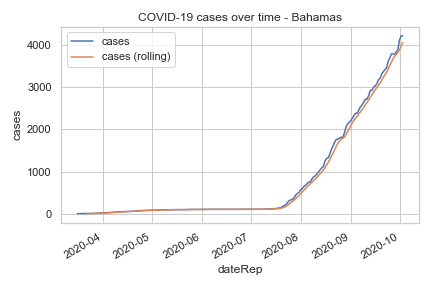 COVID-19 cases over time - Bahamas
cases
cases (rolling)
4000
3000
2000
1000
0
cases
2020-04
2020-05
2020-06
2020-07
2020-08
2020-09
2020-10
dateRep